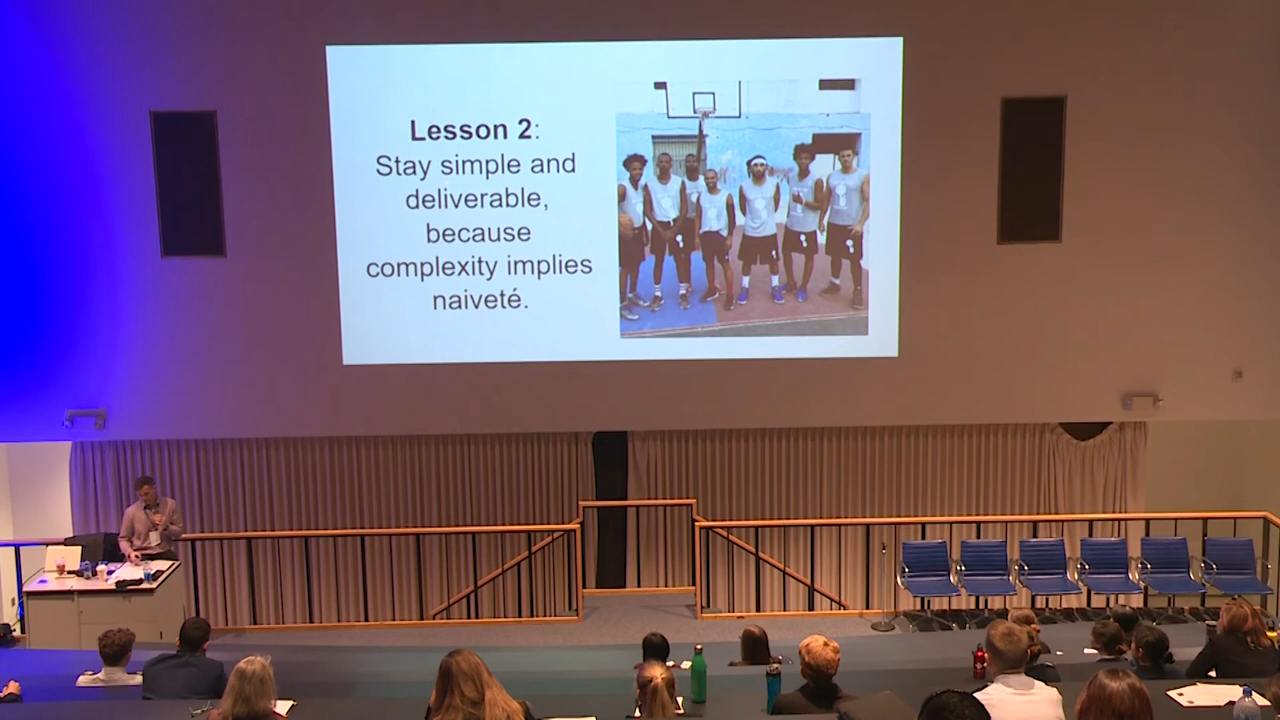 Lesson 2:
Stay simple and
deliverable,
because
complexity implies
naiveté.